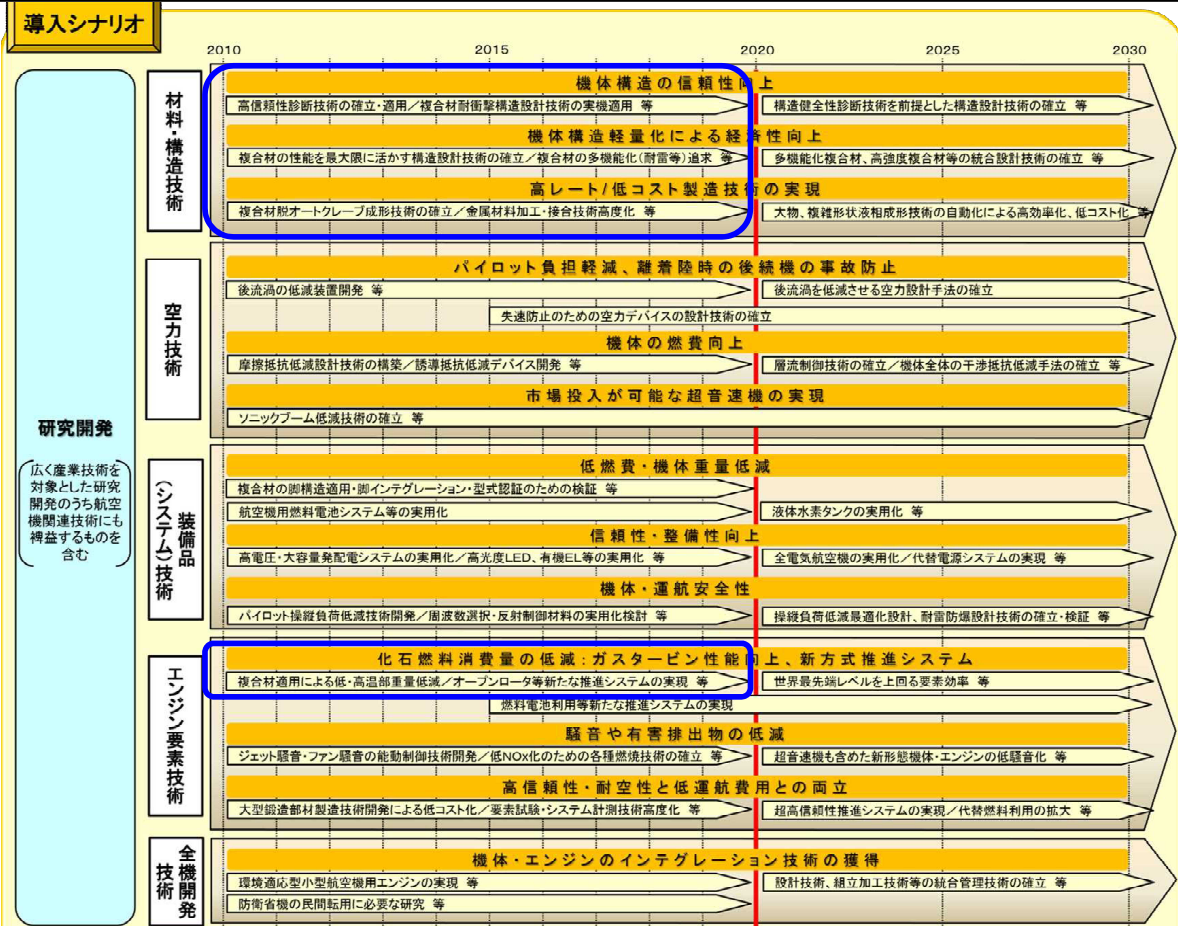 導入シナリオ
2010 2015 2020 2025 2030
研究開発
広く産業技術を
対象とした研究
開発のうち航空
機関連技術にも
裨益するものを
含む
材料・構造技術
機体構造の信頼性向上
高信頼性診断技術の確立・適用／複合材耐衝撃構造設計技術の実機適用 等
構造健全性診断技術を前提とした構造設計技術の確立 等
機体構造軽量化による経済性向上
複合材の性能を最大限に活かす構造設計技術の確立／複合材の多機能化(耐雷等)追求 等
多機能化複合材、高強度複合材等の統合設計技術の確立 等
高レート/低コスト製造技術の実現
複合材脱オートクレーブ成形技術の確立／金属材料加工・接合技術高度化 等
大物、複雑形状液相成形技術の自動化による高効率化、低コスト化 等
空力技術
パイロット負担軽減、離着陸時の後続機の事故防止
後流渦の低減装置開発 等
後流渦を低減させる空力設計手法の確立
失速防止のための空力デバイスの設計技術の確立
機体の燃費向上
摩擦抵抗低減設計技術の構築／誘導抵抗低減デバイス開発 等
層流制御技術の確立／機体全体の干渉抵抗低減手法の確立 等
市場投入が可能な超音速機の実現
ソニックブーム低減技術の確立 等
装備品
(システム)技術
低燃費・機体重量低減
複合材の脚構造適用・脚インテグレーション・型式認証のための検証 等
航空機用燃料電池システム等の実用化
液体水素タンクの実用化 等
信頼性・整備性向上
高電圧・大容量発配電システムの実用化／高光度LED、有機EL等の実用化 等
全電気航空機の実用化／代替電源システムの実現 等
機体・運航安全性
パイロット操縦負荷低減技術開発／周波数選択・反射制御材料の実用化検討 等
操縦負荷低減最適化設計、耐雷防爆設計技術の確立・検証 等
エンジン要素技術
化石燃料消費量の低減：ガスタービン性能向上、新方式推進システム
複合材適用による低・高温部重量低減／オープンロータ等新たな推進システムの実現 等
世界最先端レベルを上回る要素効率 等
燃料電池利用等新たな推進システムの実現
騒音や有害排出物の低減
ジェット騒音・ファン騒音の能動制御技術開発／低NOx化のための各種燃焼技術の確立 等
超音速機も含めた新形態機体・エンジンの低騒音化 等
高信頼性・耐空性と低運航費用との両立
大型鍛造部材製造技術開発による低コスト化／要素試験・システム計測技術高度化 等
超高信頼性推進システムの実現／代替燃料利用の拡大 等
全機開発
技術
機体・エンジンのインテグレーション技術の獲得
環境適応型小型航空機用エンジンの実現 等
設計技術、組立加工技術等の統合管理技術の確立 等
防衛省機の民間転用に必要な研究 等